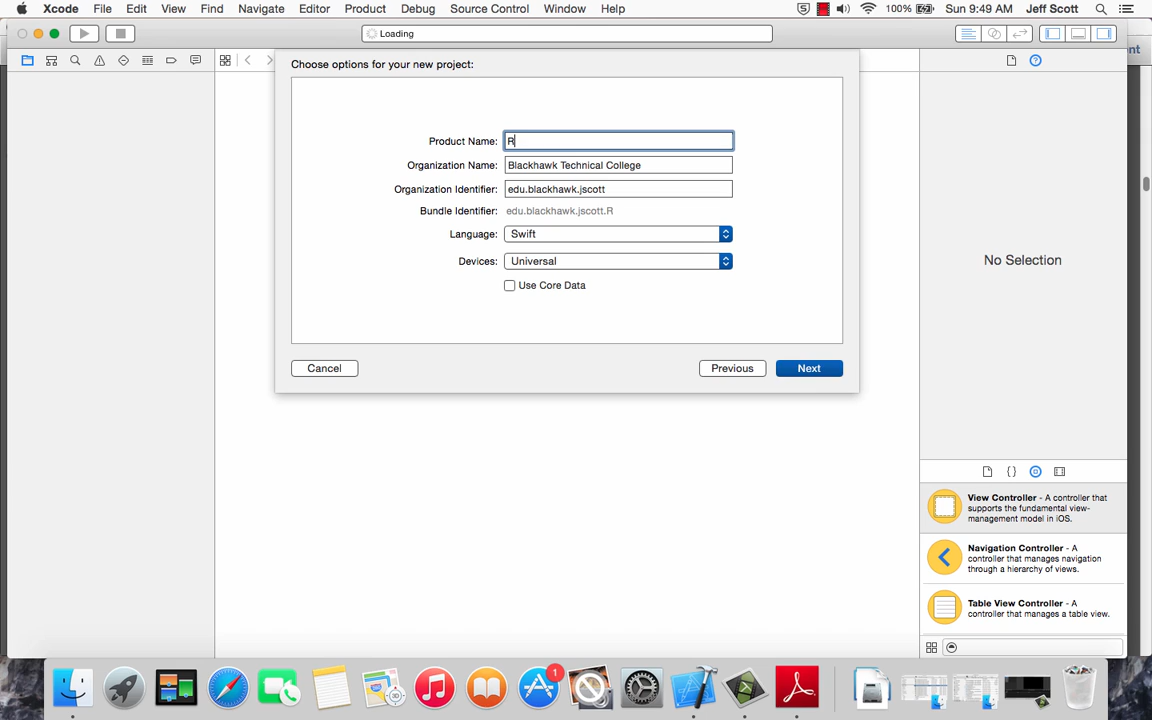 Xcode File Edit View Find Navigate Editor Product Debug Source Control Window Help 100% Sun 9:49 AM Jeff Scott
Loading
Choose options for your new project:
Product Name: R
Organization Name: Blackhawk Technical College
Organization Identifier: edu.blackhawk.jscott
Bundle Identifier: edu.blackhawk.jscott.R
Language: Swift
Devices: Universal
Use Core Data
Cancel Previous Next
No Selection
View Controller - A controller that
supports the fundamental view-
management model in iOS.
Navigation Controller - A
controller that manages navigation
through a hierarchy of views.
Table View Controller - A
controller that manages a table view.
1